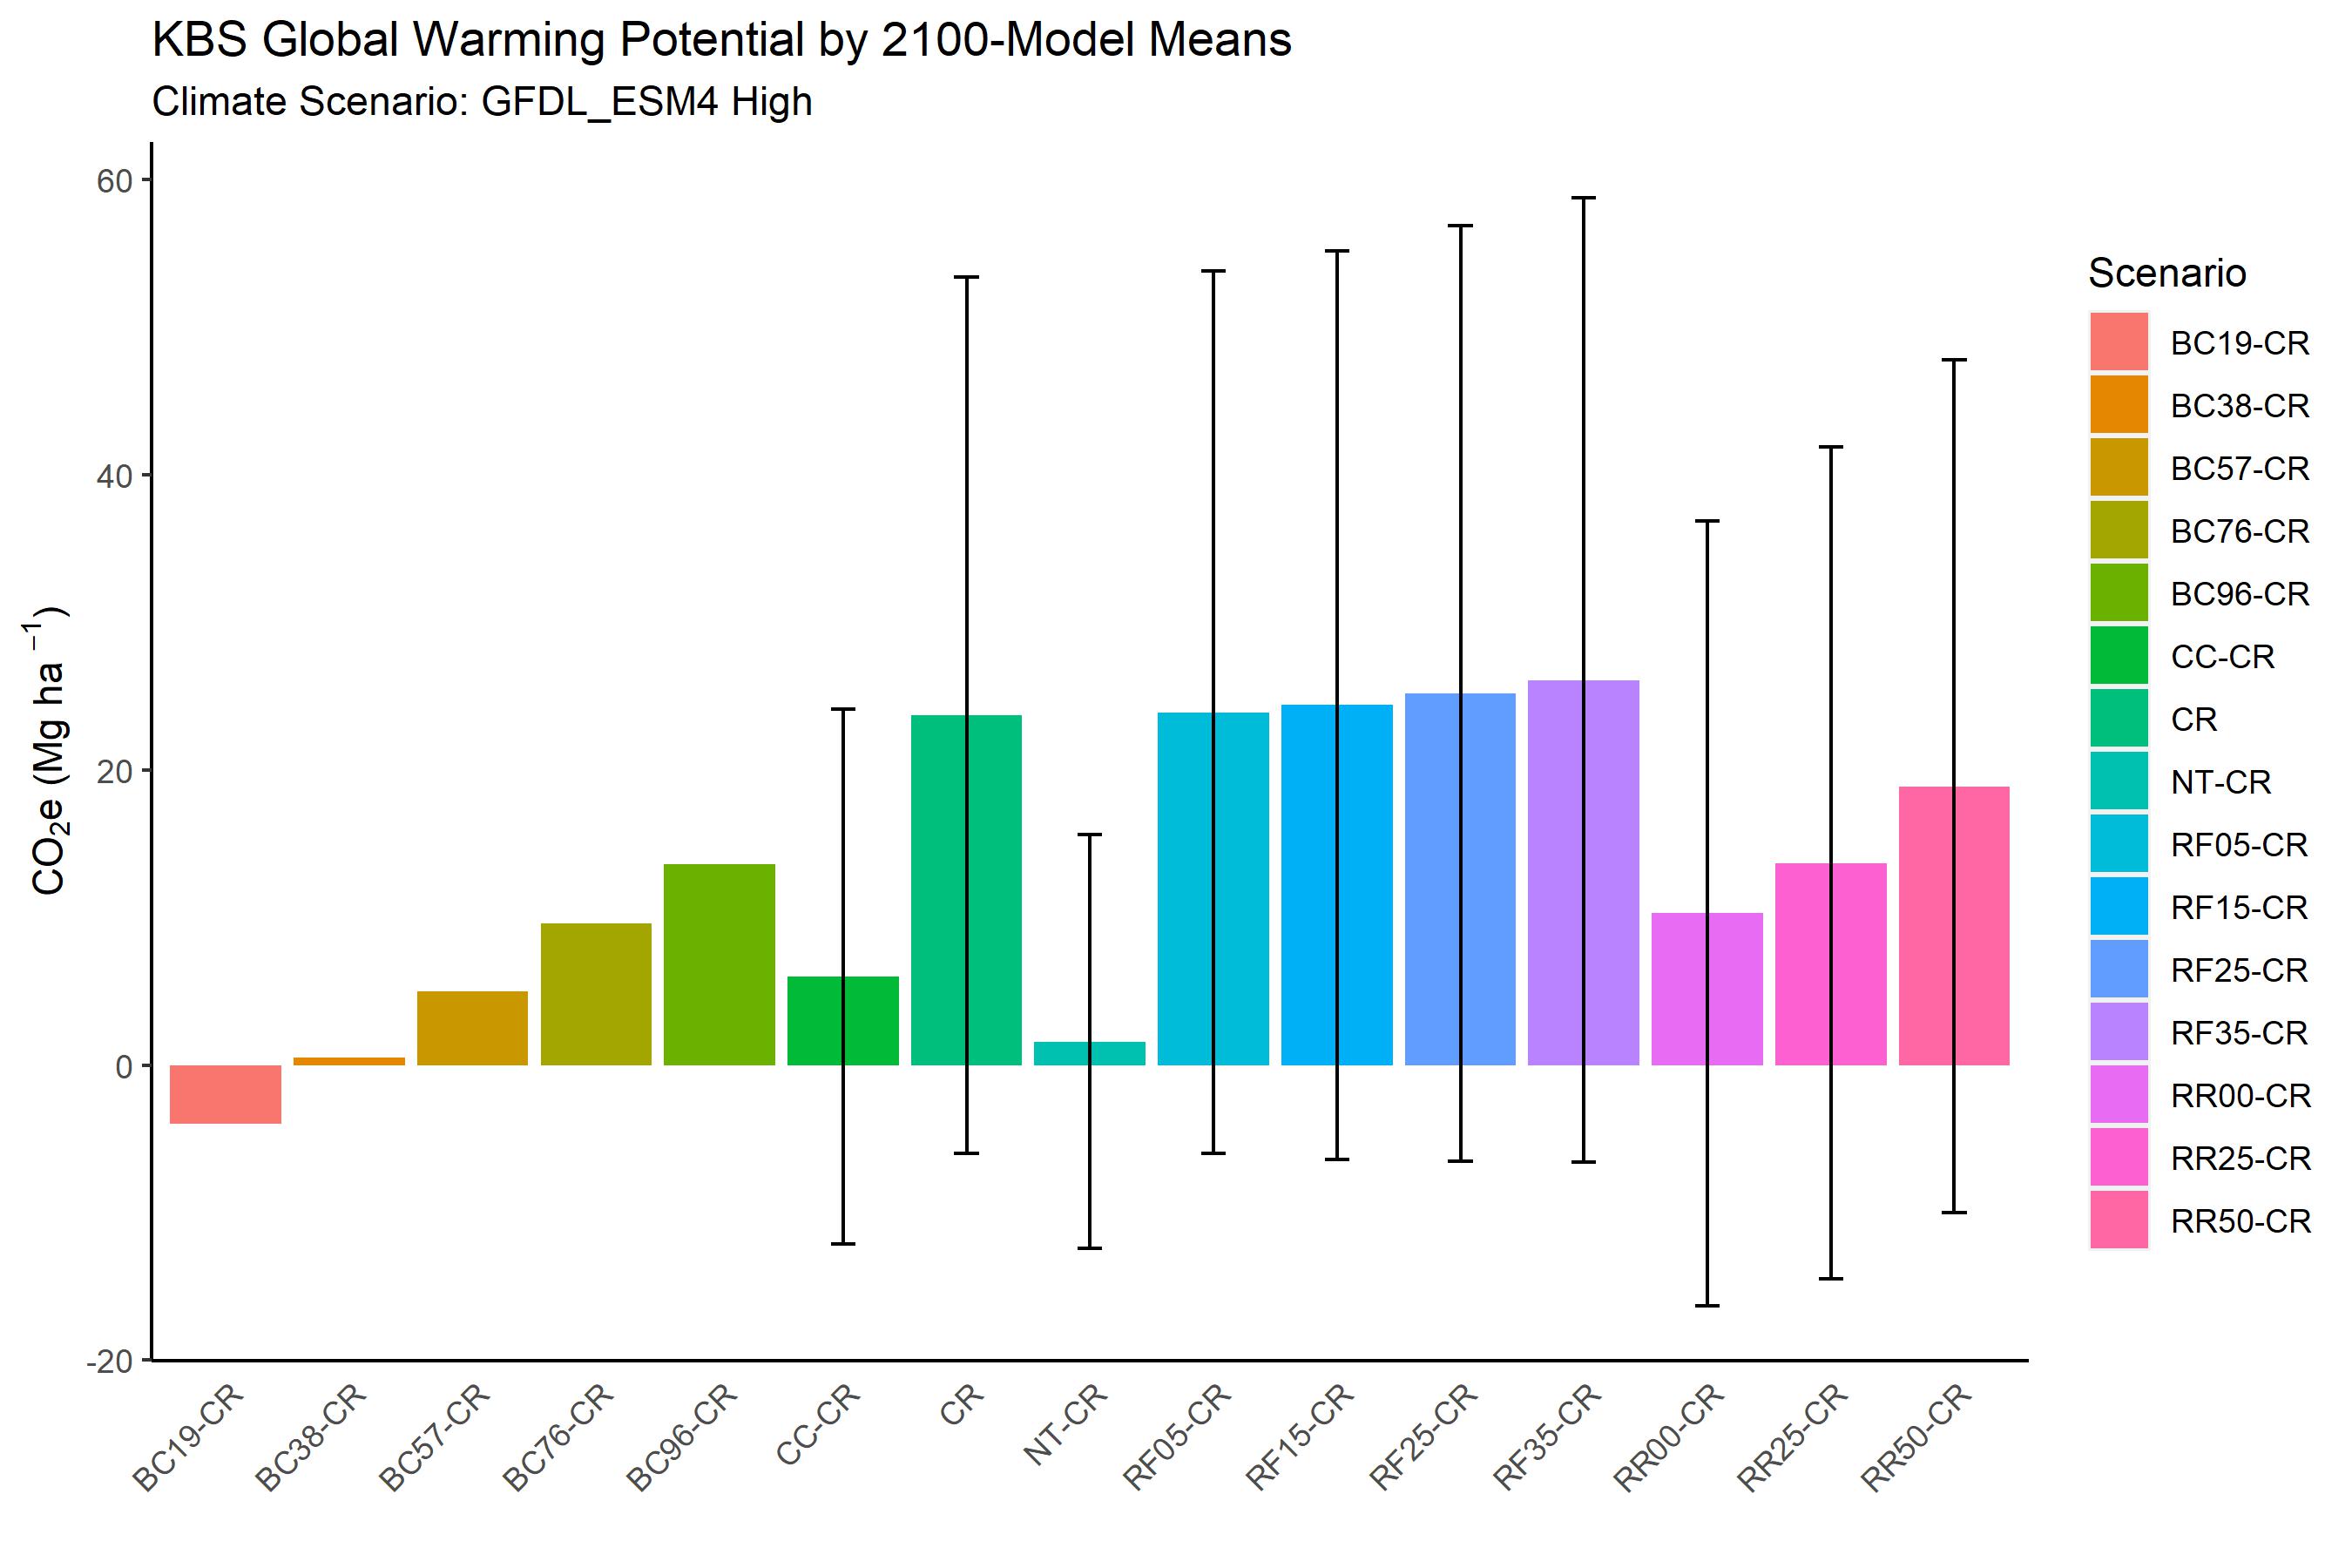 KBS Global Warming Potential by 2100-Model Means
Climate Scenario: GFDL_ESM4 High
CO₂e (Mg ha ⁻¹)
60
40
20
0
-20
BC19-CR
BC38-CR
BC57-CR
BC76-CR
BC96-CR
CC-CR
CR
NT-CR
RF05-CR
RF15-CR
RF25-CR
RF35-CR
RR00-CR
RR25-CR
RR50-CR
Scenario
BC19-CR
BC38-CR
BC57-CR
BC76-CR
BC96-CR
CC-CR
CR
NT-CR
RF05-CR
RF15-CR
RF25-CR
RF35-CR
RR00-CR
RR25-CR
RR50-CR